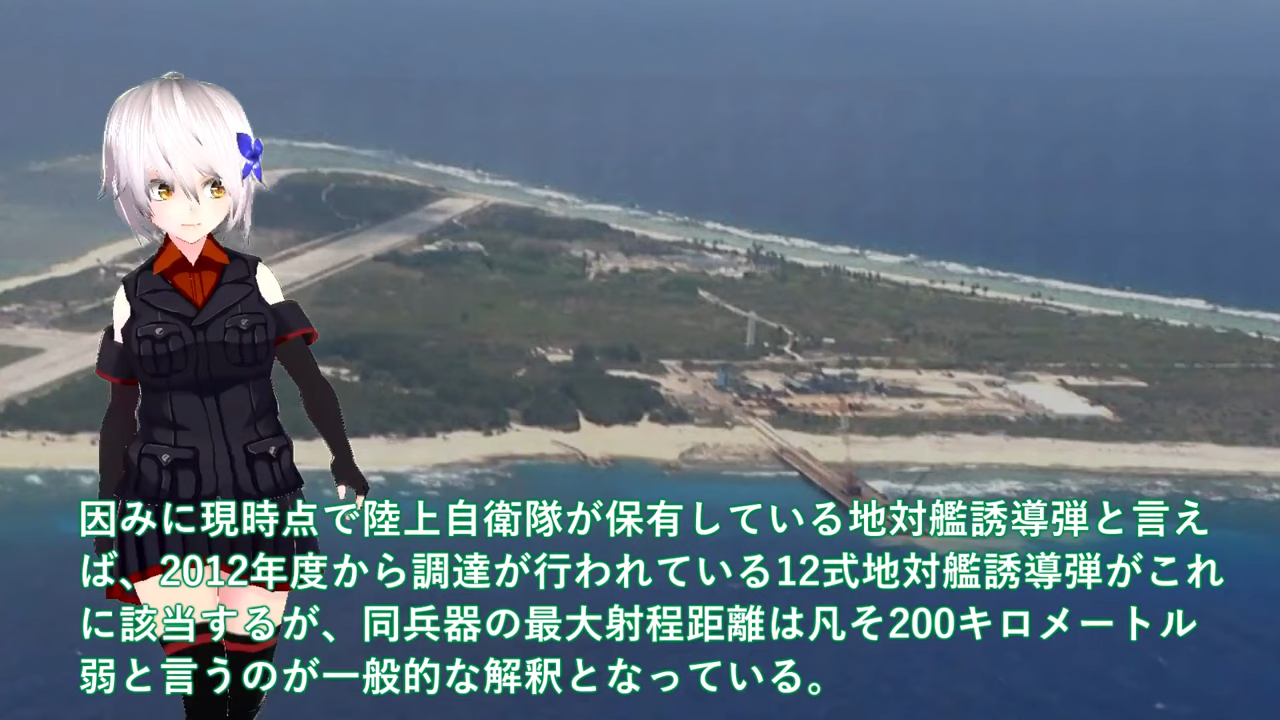 因みに現時点で陸上自衛隊が保有している地対艦誘導弾と言え
ば、2012年度から調達が行われている12式地対艦誘導弾がこれ
に該当するが、同兵器の最大射程距離は凡そ200キロメートル
弱と言うのが一般的な解釈となっている。